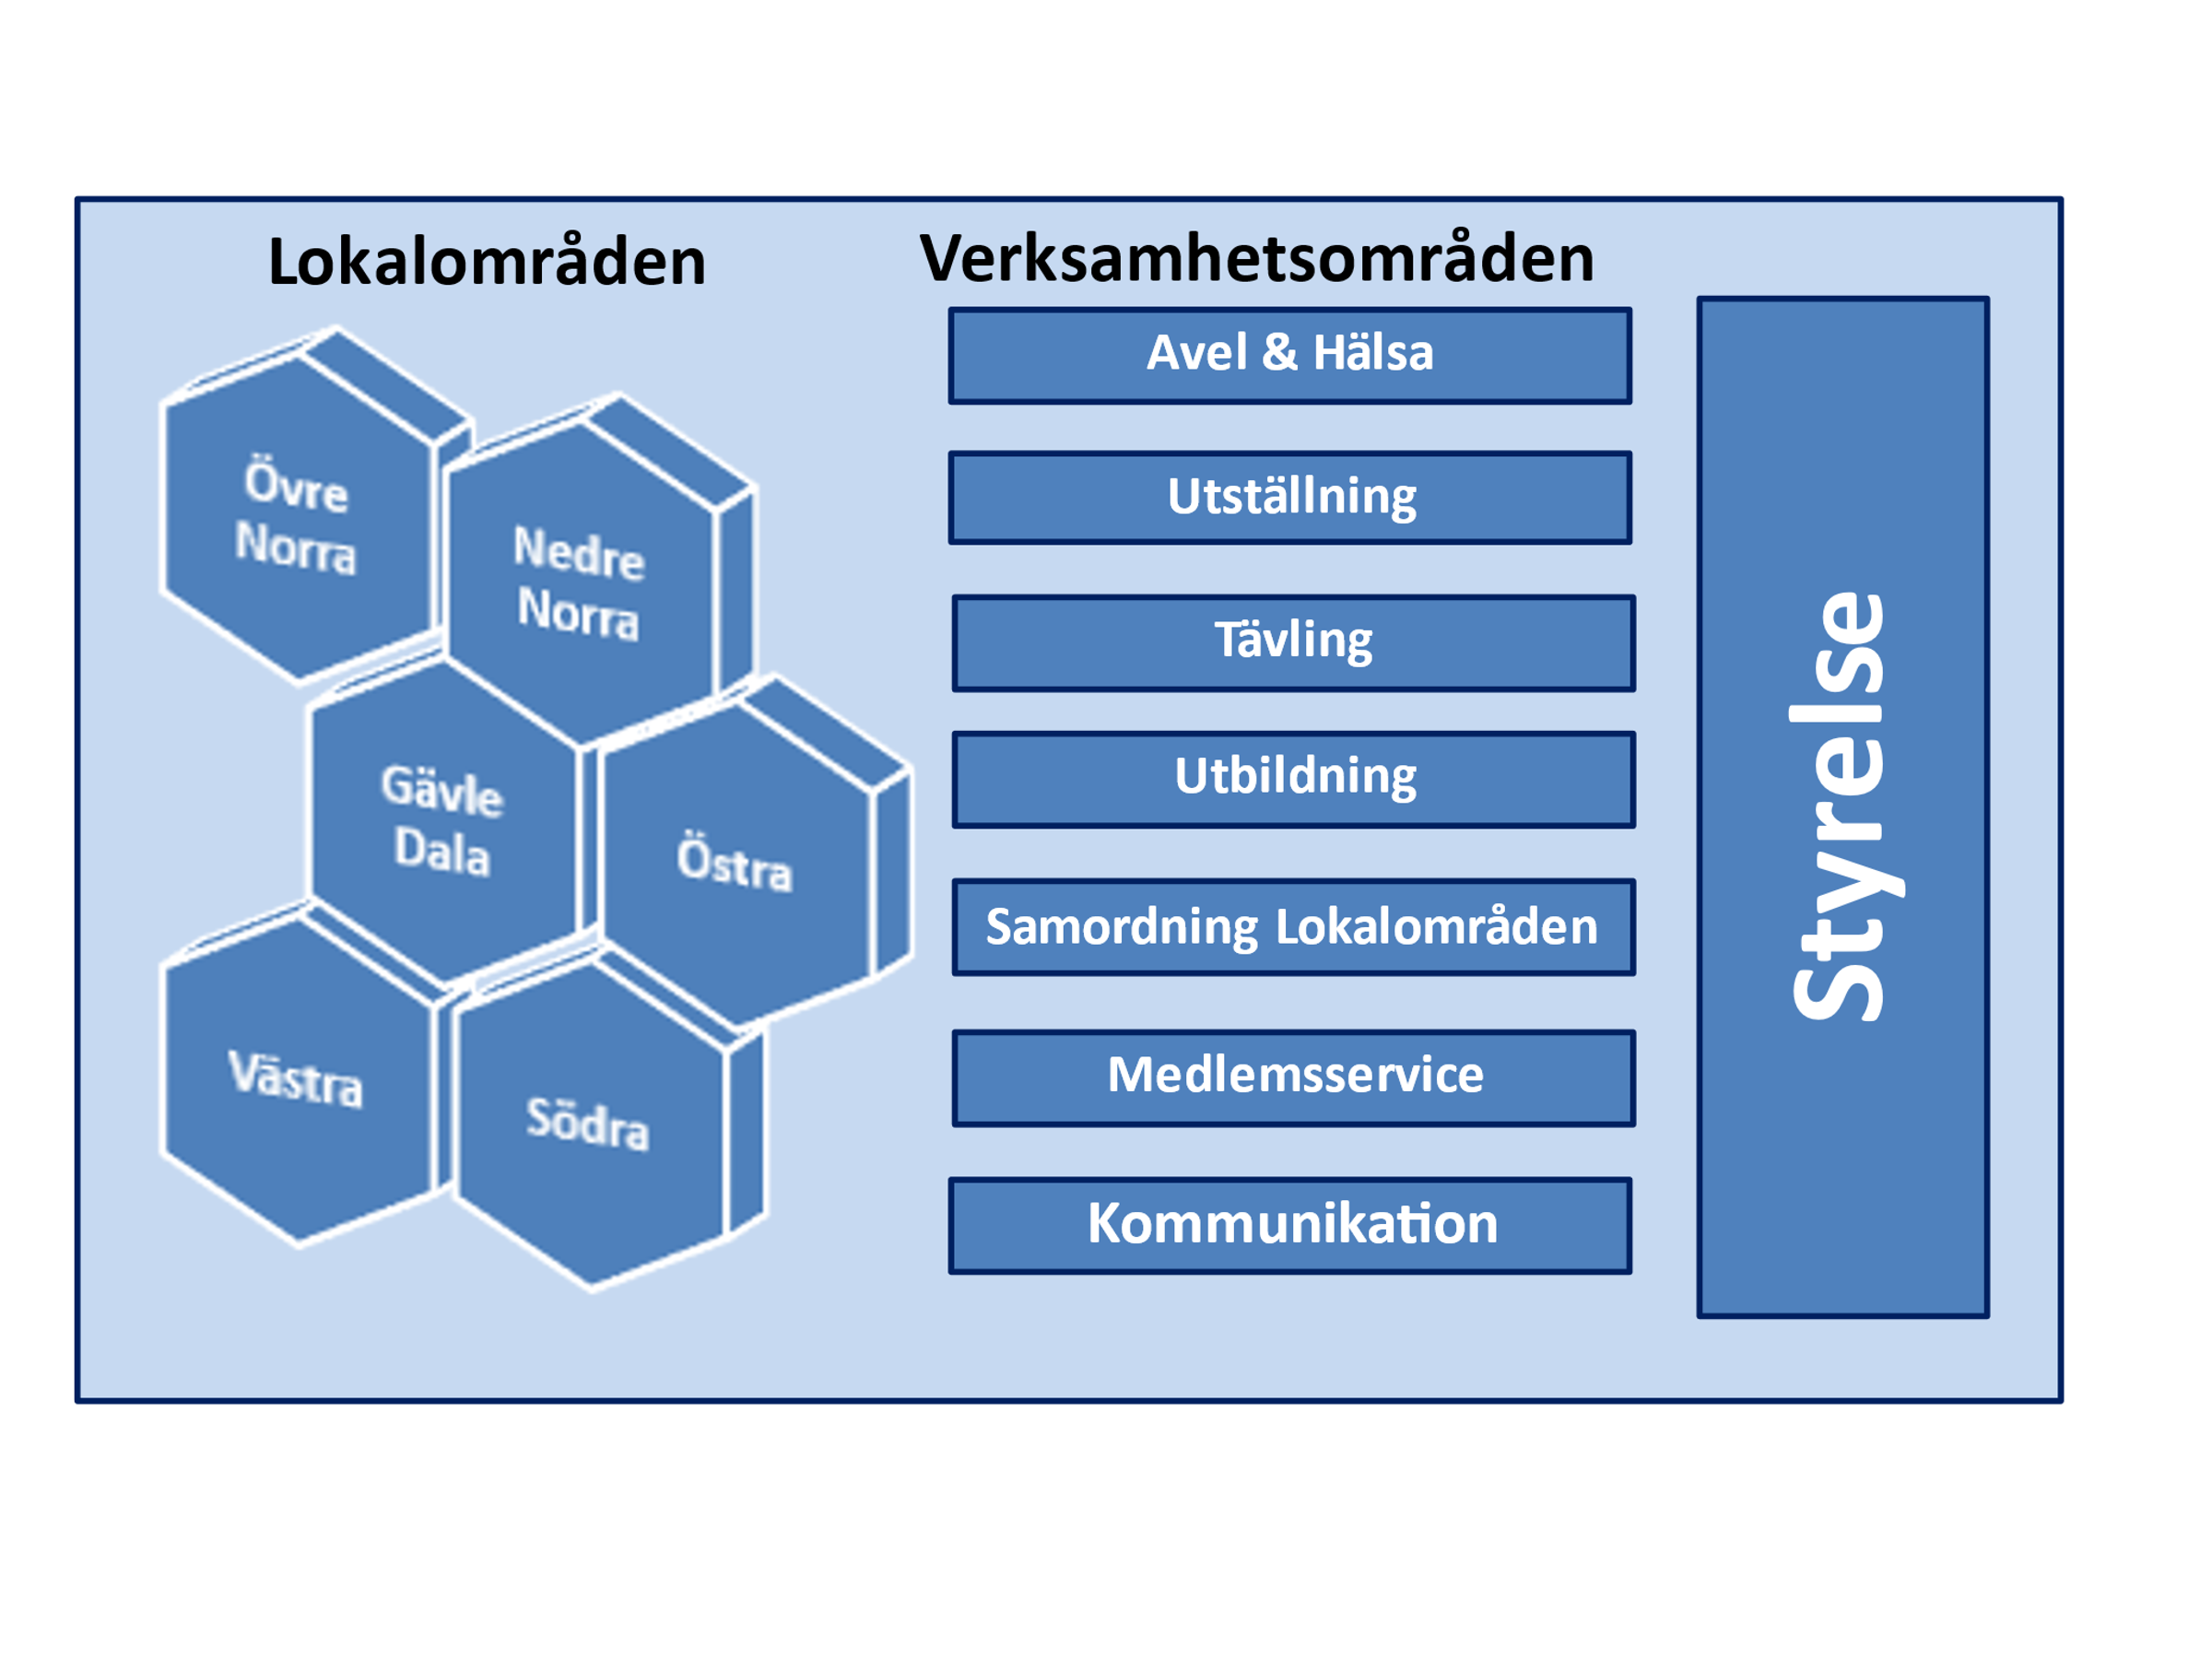 Lokalområden
Övre
Norra
Nedre
Norra
Gävle
Dala
Östra
Västra
Södra
Verksamhetsområden
Avel & Hälsa
Utställning
Tävling
Utbildning
Samordning Lokalområden
Medlemsservice
Kommunikation
Styrelse